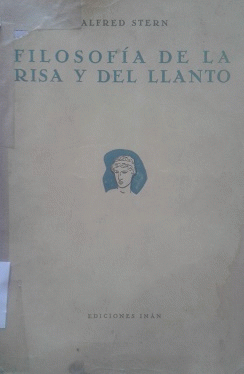 ALFRED STERN
FILOSOFÍA DE LA
RISA Y DEL LLANTO
EDICIONES IMAN